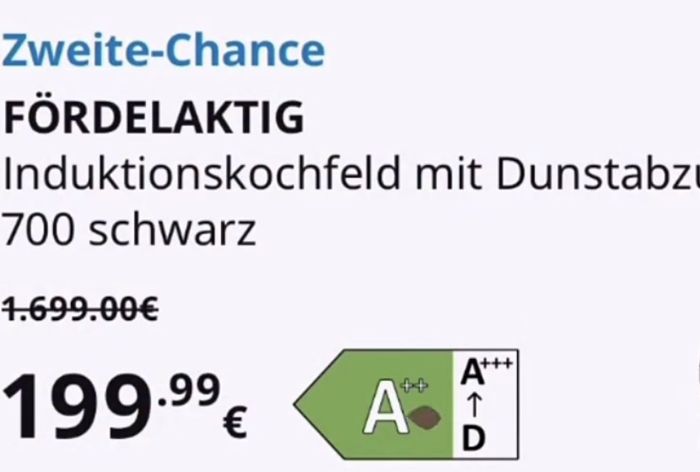 Zweite-Chance
FÖRDELAKTIG
Induktionskochfeld mit Dunstabzu
700 schwarz
1.699.00€
199.99€
A++
A+++
↑
D